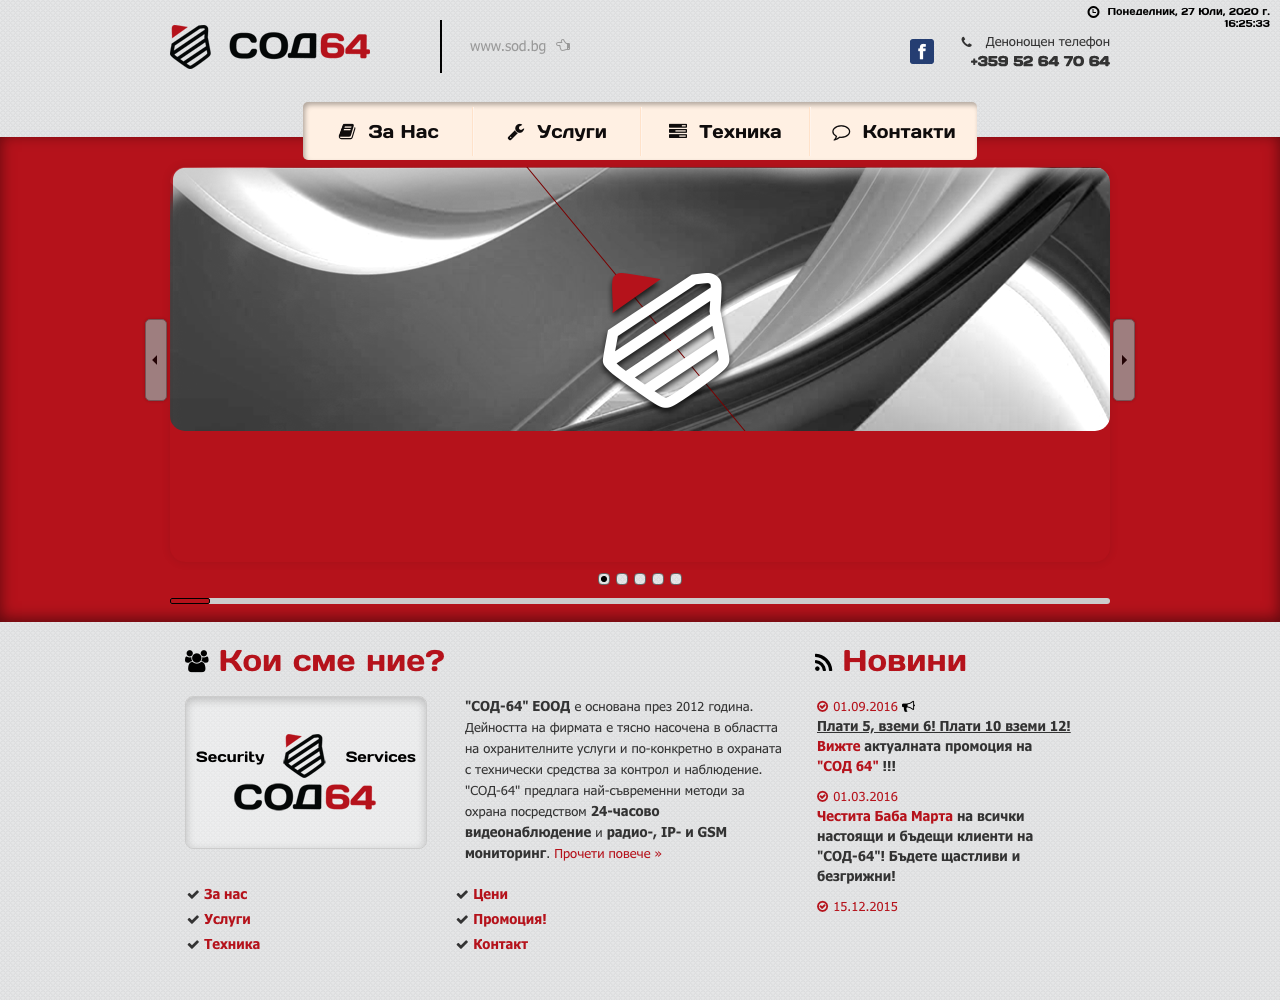 Понеделник, 27 Юли, 2020 г.
16:25:33
СОД64
www.sod.bg
Денонощен телефон
+359 52 64 70 64
За Нас
Услуги
Техника
Контакти
Кои сме ние?
Security Services
СОД64
"СОД-64" ЕООД е основана през 2012 година.
Дейността на фирмата е тясно насочена в областта
на охранителните услуги и по-конкретно в охраната
с технически средства за контрол и наблюдение.
"СОД-64" предлага най-съвременни методи за
охрана посредством 24-часово
видеонаблюдение и радио-, IP- и GSM
мониторинг. Прочети повече »
За нас
Услуги
Техника
Цени
Промоция!
Контакт
Новини
01.09.2016
Плати 5, вземи 6! Плати 10 вземи 12!
Вижте актуалната промоция на
"СОД 64" !!!
01.03.2016
Честита Баба Марта на всички
настоящи и бъдещи клиенти на
"СОД-64"! Бъдете щастливи и
безгрижни!
15.12.2015